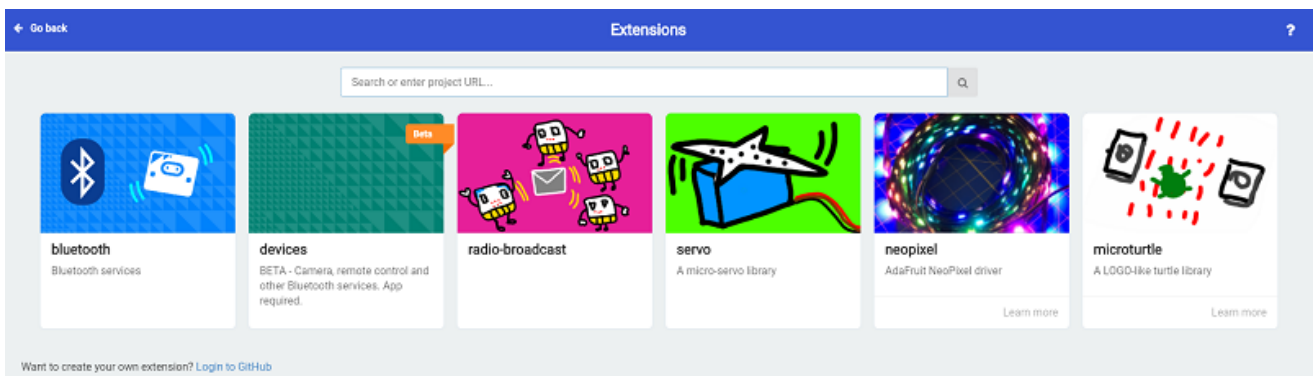 Go back
Extensions
?
Search or enter project URL...
Beta
bluetooth
Bluetooth services
devices
BETA - Camera, remote control and
other Bluetooth services. App
required.
radio-broadcast
servo
A micro-servo library
neopixel
AdaFruit NeoPixel driver
Learn more
microturtle
A LOGO-like turtle library
Learn more
Want to create your own extension? Login to GitHub